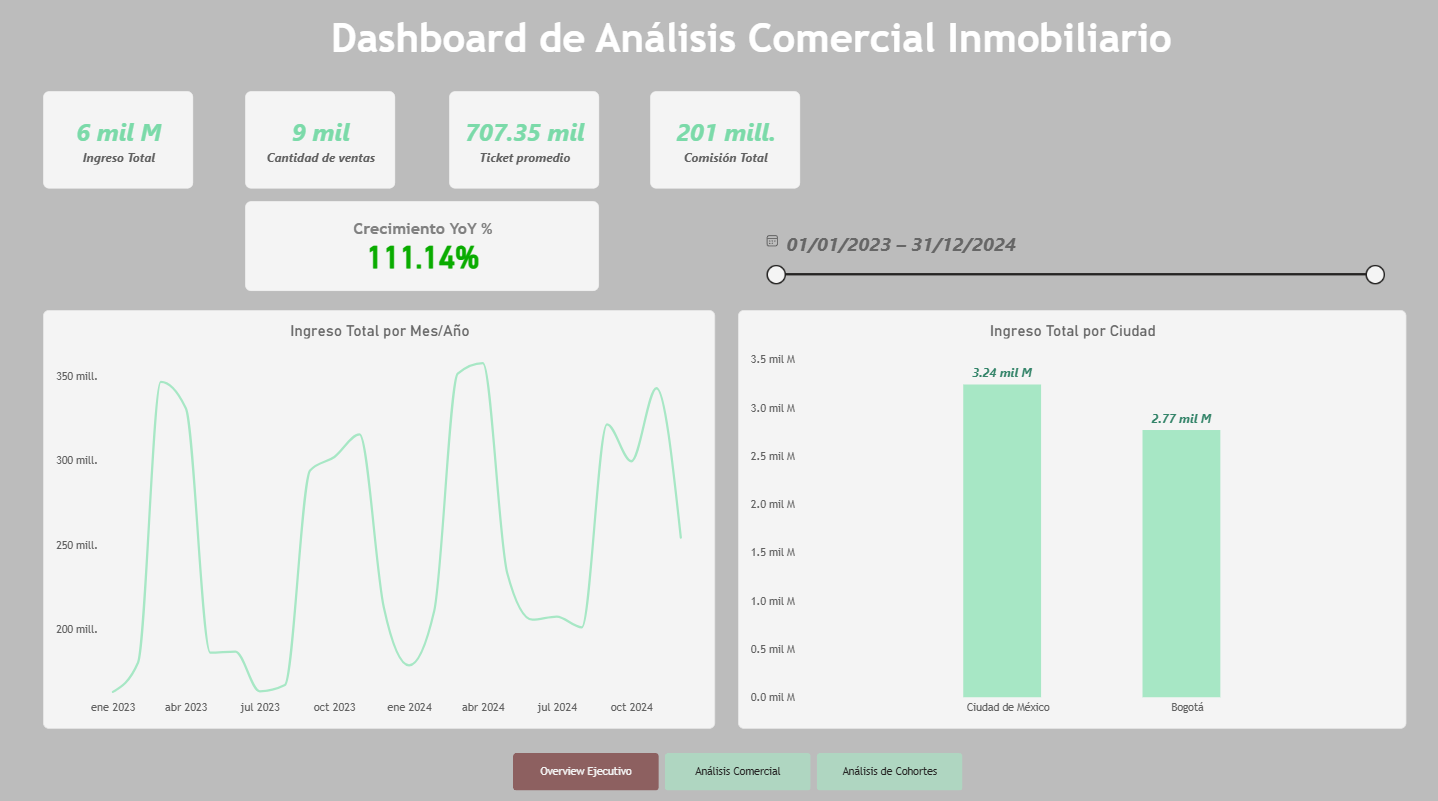 Dashboard de Análisis Comercial Inmobiliario
6 mil M
Ingreso Total
9 mil
Cantidad de ventas
707.35 mil
Ticket promedio
201 mill.
Comisión Total
Crecimiento YoY %
111.14%
01/01/2023 – 31/12/2024
Ingreso Total por Mes/Año
350 mill.
300 mill.
250 mill.
200 mill.
ene 2023 abr 2023 jul 2023 oct 2023 ene 2024 abr 2024 jul 2024 oct 2024
Ingreso Total por Ciudad
3.5 mil M
3.0 mil M
2.5 mil M
2.0 mil M
1.5 mil M
1.0 mil M
0.5 mil M
0.0 mil M
3.24 mil M
2.77 mil M
Ciudad de México Bogotá
Overview Ejecutivo Análisis Comercial Análisis de Cohortes